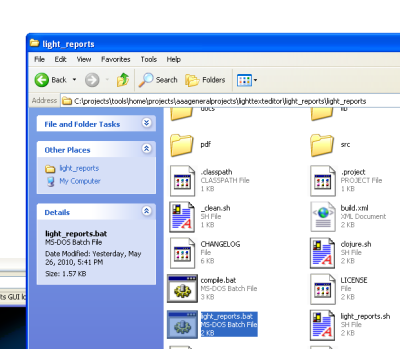 light_reports
File Edit View Favorites Tools Help
Back Search Folders
Address C:\projects\tools\home\projects\aaageneralprojects\lighttexteditor\light_reports\light_reports
File and Folder Tasks
Other Places
light_reports
My Computer
Details
light_reports.bat
MS-DOS Batch File
Date Modified: Yesterday, May
26, 2010, 5:41 PM
Size: 1.57 KB
docs lib
pdf src
.classpath .project
CLASSPATH File PROJECT File
1 KB 1 KB
_clean.sh build.xml
SH File XML Document
1 KB 2 KB
CHANGELOG clojure.sh
File SH File
6 KB 2 KB
compile.bat LICENSE
MS-DOS Batch File File
3 KB 2 KB
light_reports.bat light_reports.sh
MS-DOS Batch File SH File
2 KB 2 KB
ts GUI